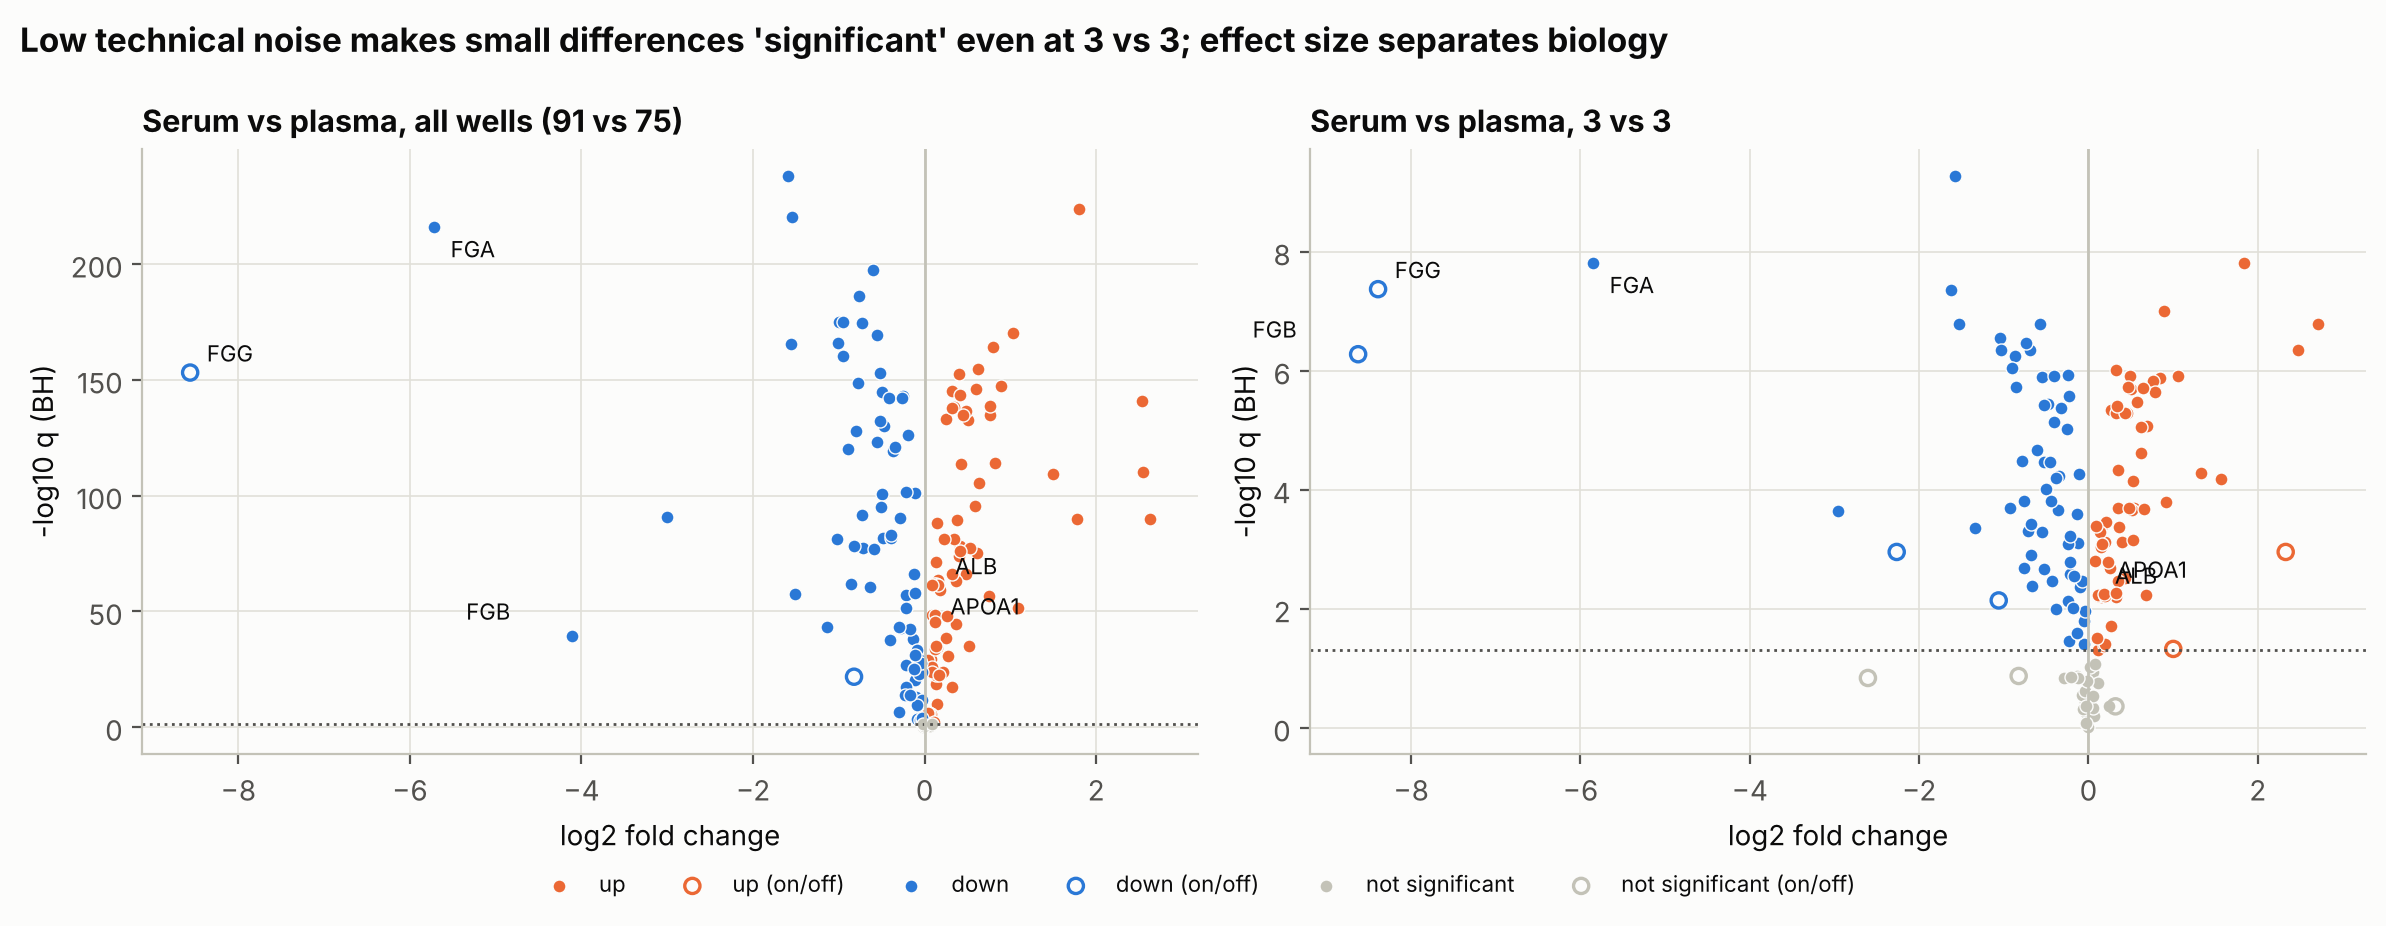 Low technical noise makes small differences 'significant' even at 3 vs 3; effect size separates biology
Serum vs plasma, all wells (91 vs 75)
-log10 q (BH)
200
150
100
50
0
FGA
FGG
FGB
ALB
APOA1
−8
−6
−4
−2
0
2
log2 fold change
Serum vs plasma, 3 vs 3
-log10 q (BH)
8
6
4
2
0
FGG
FGA
FGB
APOA1
ALB
−8
−6
−4
−2
0
2
log2 fold change
up
up (on/off)
down
down (on/off)
not significant
not significant (on/off)